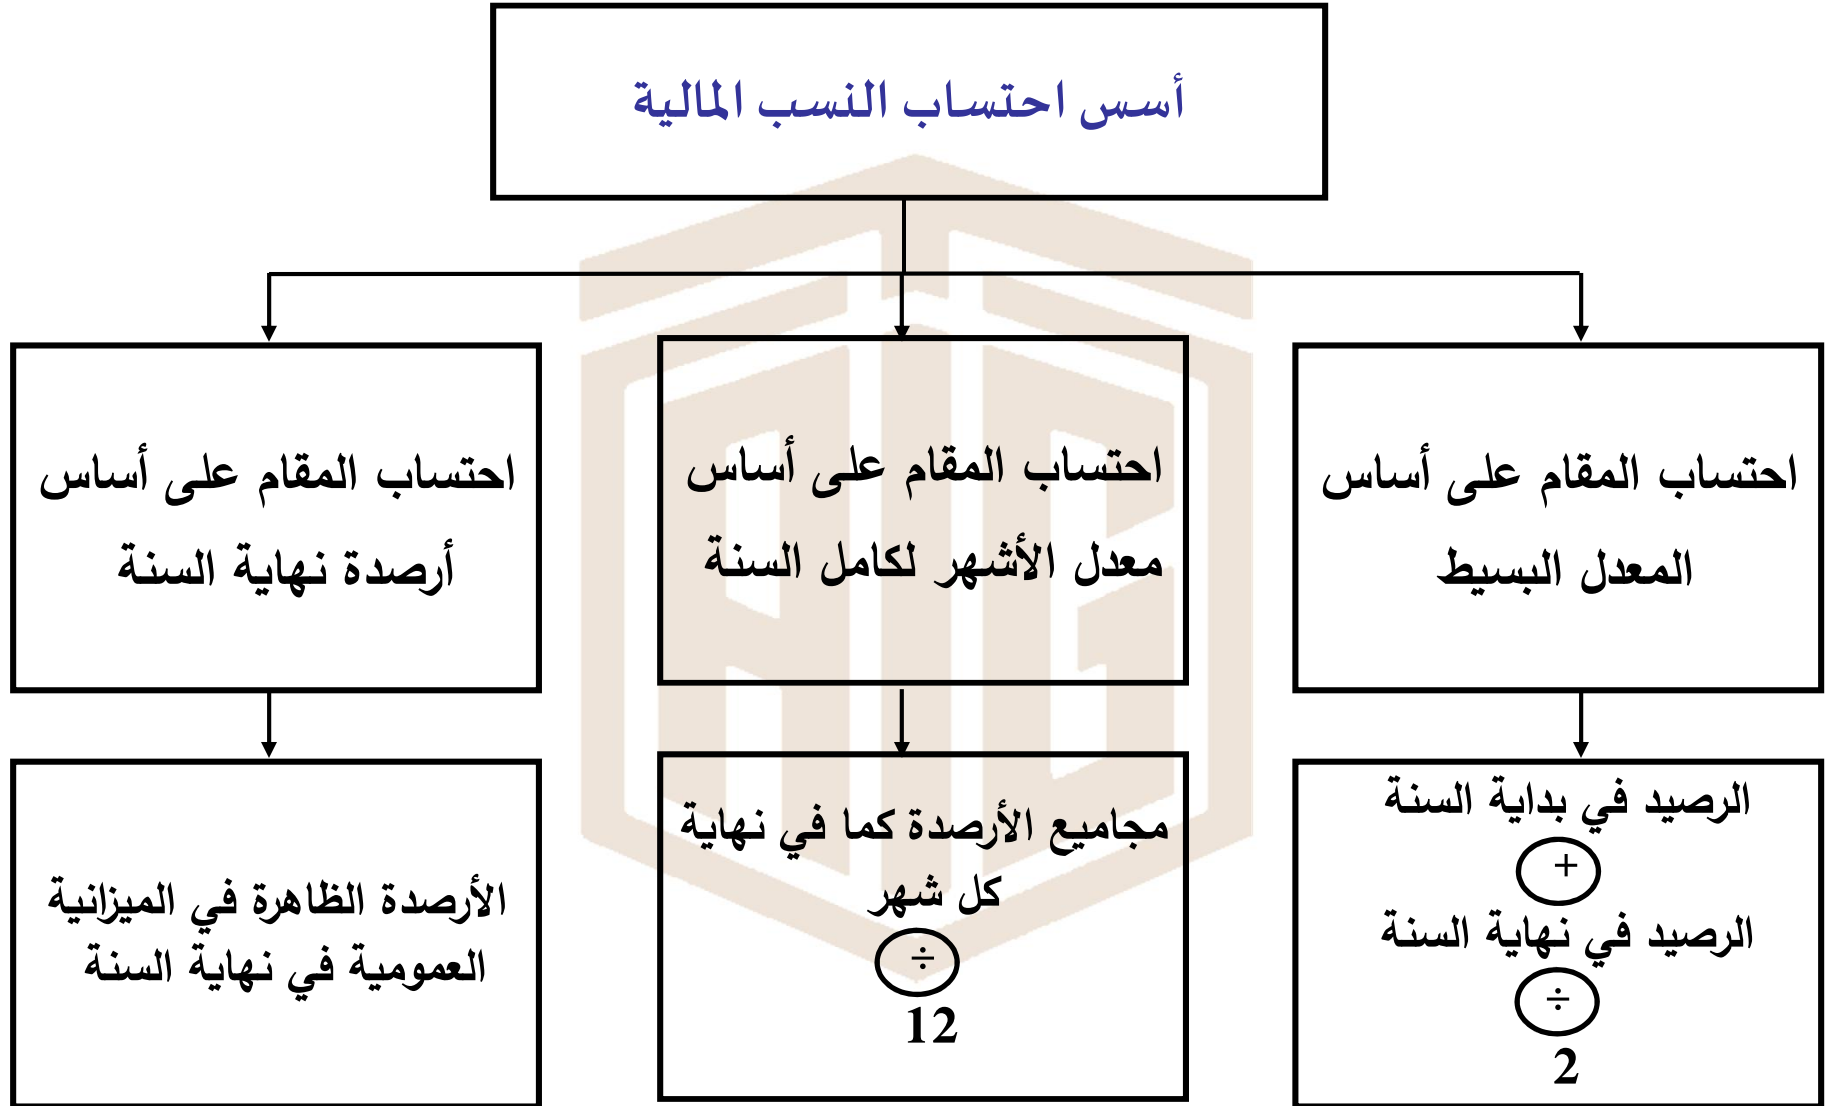 أسس احتساب النسب المالية
احتساب المقام على أساس
المعدل البسيط
احتساب المقام على أساس
معدل الأشهر لكامل السنة
احتساب المقام على أساس
أرصدة نهاية السنة
الرصيد في بداية السنة
+
الرصيد في نهاية السنة
÷
2
مجاميع الأرصدة كما في نهاية
كل شهر
÷
12
الأرصدة الظاهرة في الميزانية
العمومية في نهاية السنة